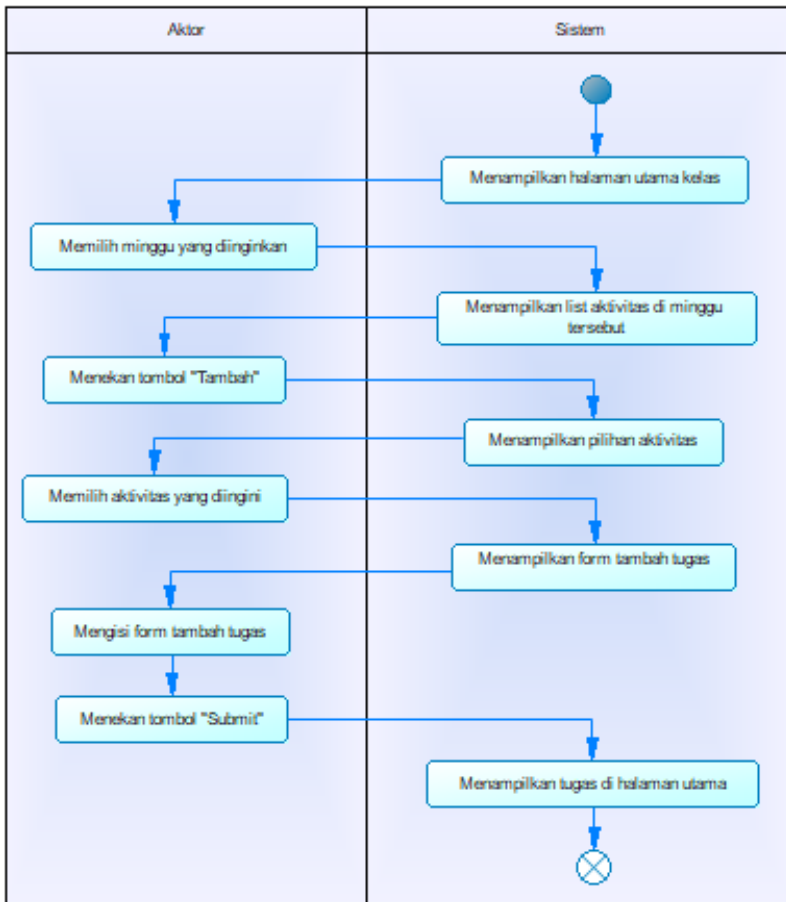 Aktor
Sistem
Menampilkan halaman utama kelas
Memilih minggu yang diinginkan
Menampilkan list aktivitas di minggu
tersebut
Menekan tombol "Tambah"
Menampilkan pilihan aktivitas
Memilih aktivitas yang diingini
Menampilkan form tambah tugas
Mengisi form tambah tugas
Menekan tombol "Submit"
Menampilkan tugas di halaman utama